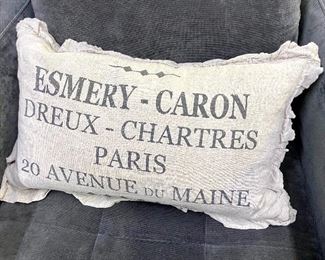 ESMERY - CARON
DREUX - CHARTRES
PARIS
20 AVENUE DU MAINE